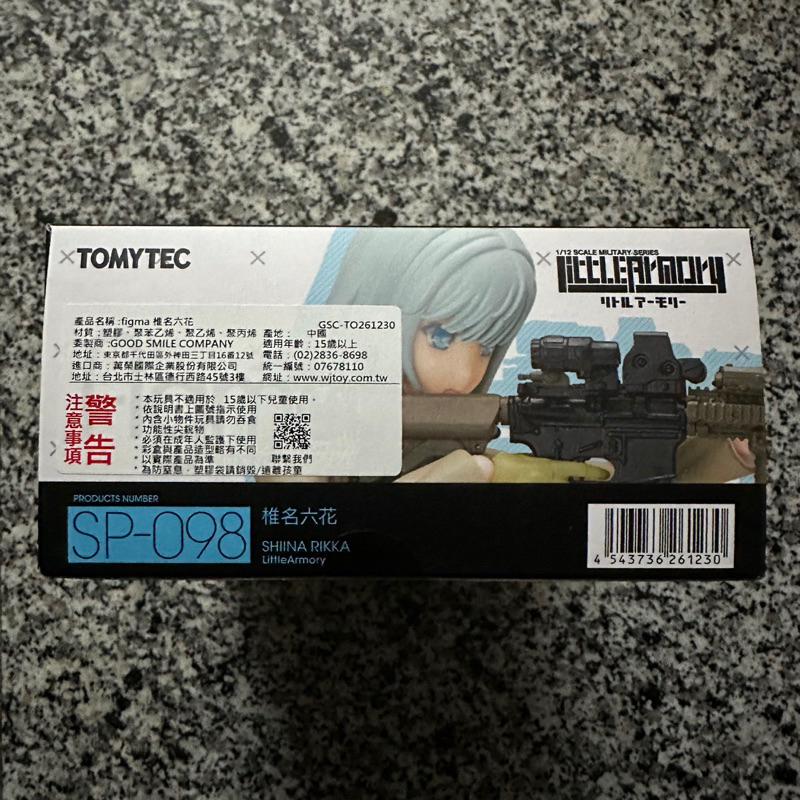 TOMYTEC
1/12 SCALE MILITARY SERIES
LITTLEARMORY
リトルアーモリー
產品名稱:figma 椎名六花
GSC-TO261230
材質:塑膠、聚苯乙烯、聚乙烯、聚丙烯 產地: 中國
委製商:GOOD SMILE COMPANY 適用年齡:15歲以上
地址:東京都千代田區外神田三丁目16番12號 電話:(02)2836-8698
進口商:萬榮國際企業股份有限公司 統一編號:07678110
地址:台北市士林區德行西路45號3樓 網址:www.wjtoy.com.tw
警告
注意事項
*本玩具不適用於 15歲以下兒童使用。
*依說明書上圖號指示使用
*內含小物件玩具請勿吞食
*功能性尖銳物
*必須在成年人監護下使用
*彩盒與產品造型略有不同
以實際產品為準
*為防窒息,塑膠袋請銷毀/遠離孩童
聯繫我們
PRODUCTS NUMBER
SP-098
椎名六花
SHIINA RIKKA
LittleArmory
4 543736 261230